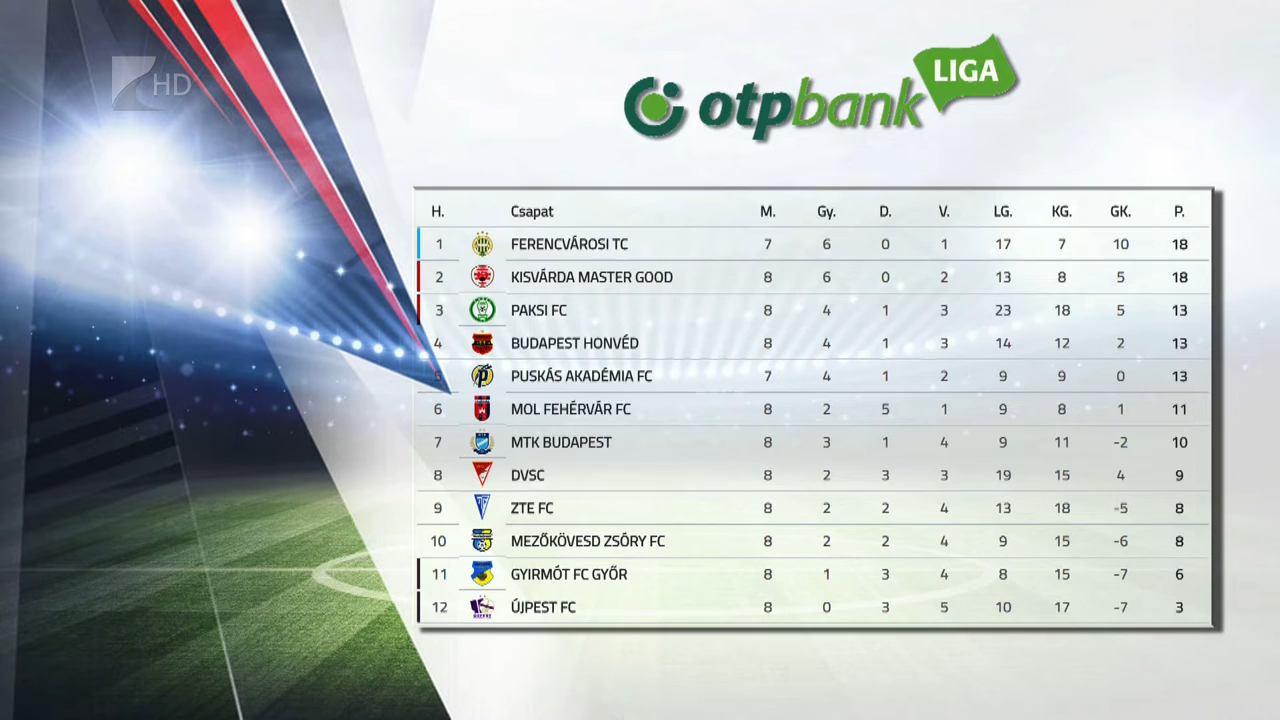 HD
otpbank LIGA
H. Csapat M. Gy. D. V. LG. KG. GK. P.
1 FERENCVÁROSI TC 7 6 0 1 17 7 10 18
2 KISVÁRDA MASTER GOOD 8 6 0 2 13 8 5 18
3 PAKSI FC 8 4 1 3 23 18 5 13
4 BUDAPEST HONVÉD 8 4 1 3 14 12 2 13
5 PUSKÁS AKADÉMIA FC 7 4 1 2 9 9 0 13
6 MOL FEHÉRVÁR FC 8 2 5 1 9 8 1 11
7 MTK BUDAPEST 8 3 1 4 9 11 -2 10
8 DVSC 8 2 3 3 19 15 4 9
9 ZTE FC 8 2 2 4 13 18 -5 8
10 MEZŐKÖVESD ZSÓRY FC 8 2 2 4 9 15 -6 8
11 GYIRMÓT FC GYŐR 8 1 3 4 8 15 -7 6
12 ÚJPEST FC 8 0 3 5 10 17 -7 3